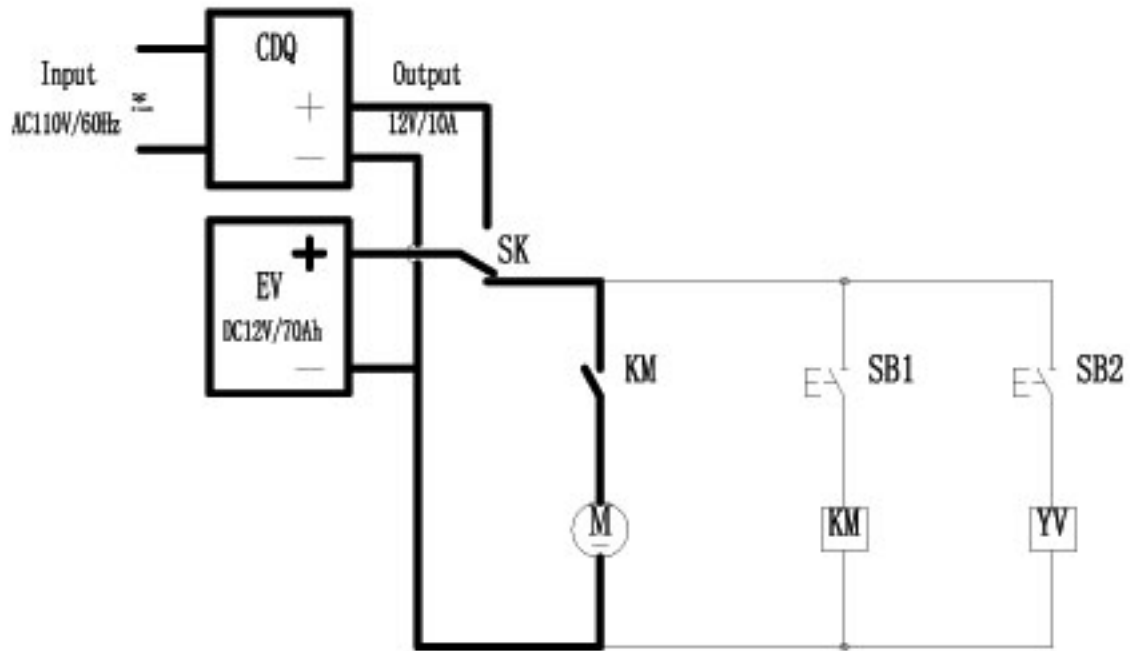 CDQ
Input
AC110V/60Hz
+
—
Output
12V/10A
SK
+
EV
DC12V/70Ah
—
KM
SB1
SB2
M
KM
YV